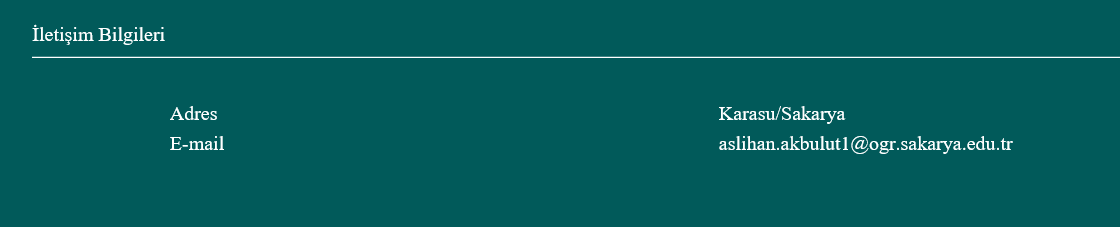 İletişim Bilgileri
Adres Karasu/Sakarya
E-mail aslihan.akbulut1@ogr.sakarya.edu.tr